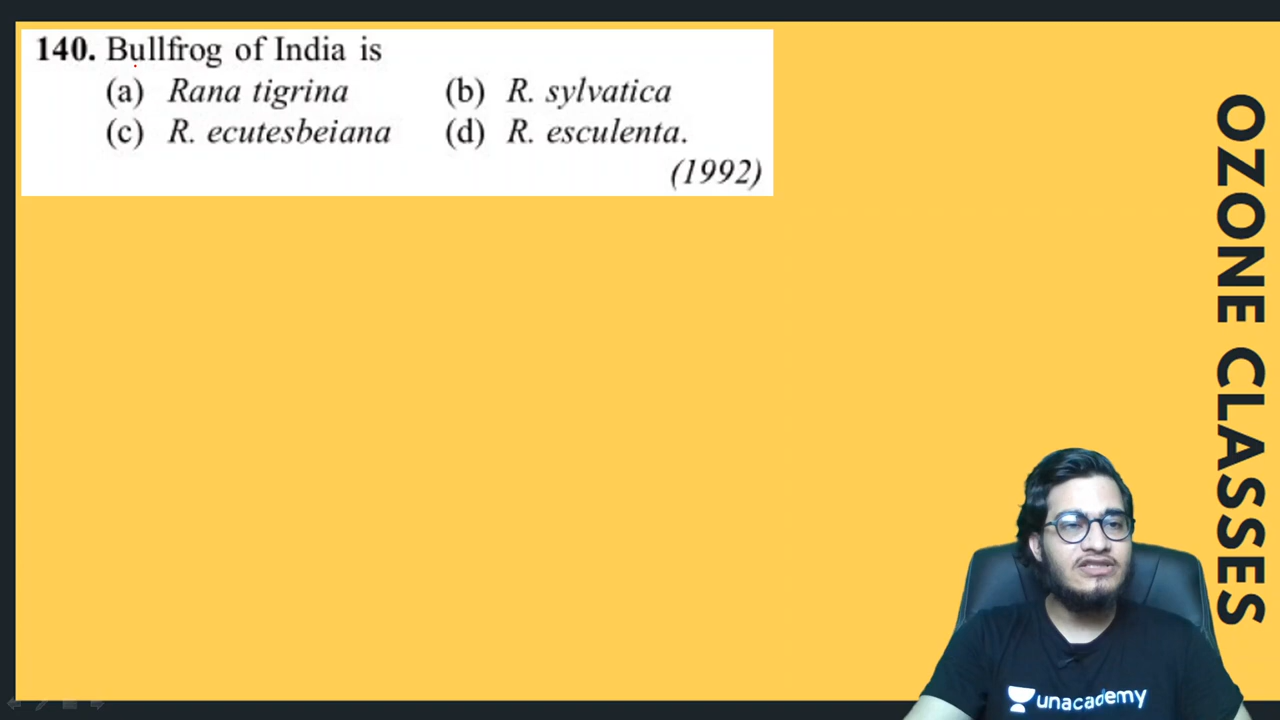 140. Bullfrog of India is
(a) Rana tigrina (b) R. sylvatica
(c) R. ecutesbeiana (d) R. esculenta.
(1992)
OZONE CLASSES
unacademy